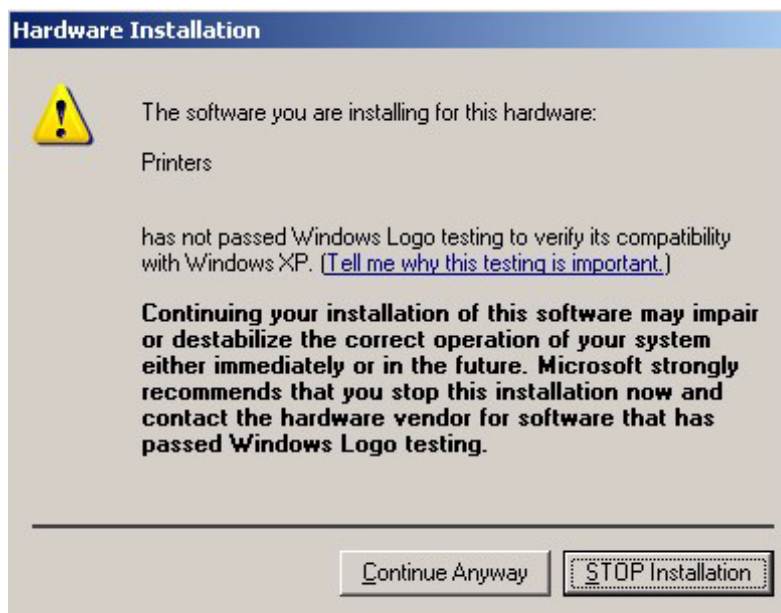 Hardware Installation
The software you are installing for this hardware:
Printers
has not passed Windows Logo testing to verify its compatibility
with Windows XP. (Tell me why this testing is important.)
Continuing your installation of this software may impair
or destabilize the correct operation of your system
either immediately or in the future. Microsoft strongly
recommends that you stop this installation now and
contact the hardware vendor for software that has
passed Windows Logo testing.
Continue Anyway
STOP Installation